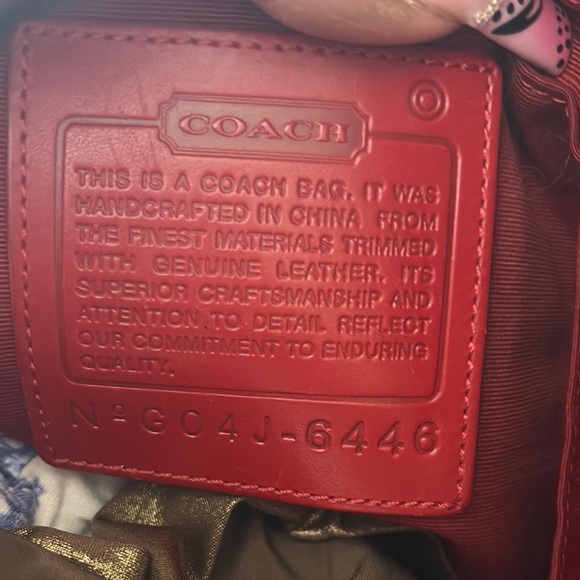 ©
COACH
THIS IS A COACH BAG. IT WAS
HANDCRAFTED IN CHINA FROM
THE FINEST MATERIALS TRIMMED
WITH GENUINE LEATHER. ITS
SUPERIOR CRAFTSMANSHIP AND
ATTENTION TO DETAIL REFLECT
OUR COMMITMENT TO ENDURING
QUALITY.
Nº G04J-6446